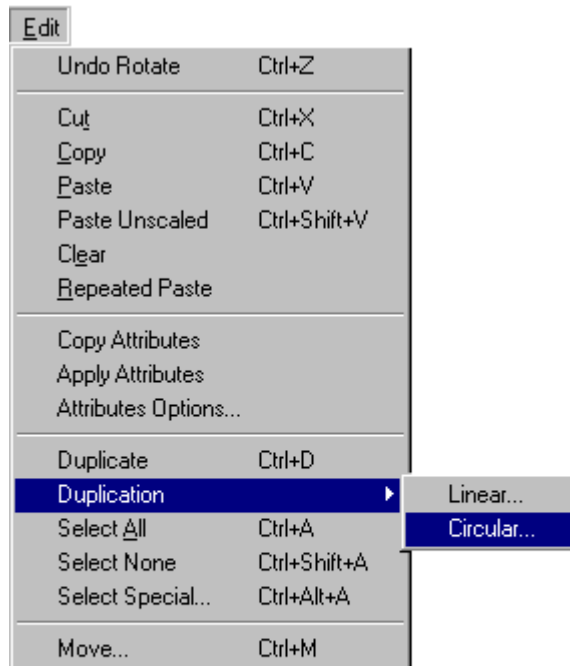 Edit
Undo Rotate Ctrl+Z
Cut Ctrl+X
Copy Ctrl+C
Paste Ctrl+V
Paste Unscaled Ctrl+Shift+V
Clear
Repeated Paste
Copy Attributes
Apply Attributes
Attributes Options...
Duplicate Ctrl+D
Duplication Linear...
Select All Ctrl+A Circular...
Select None Ctrl+Shift+A
Select Special... Ctrl+Alt+A
Move... Ctrl+M